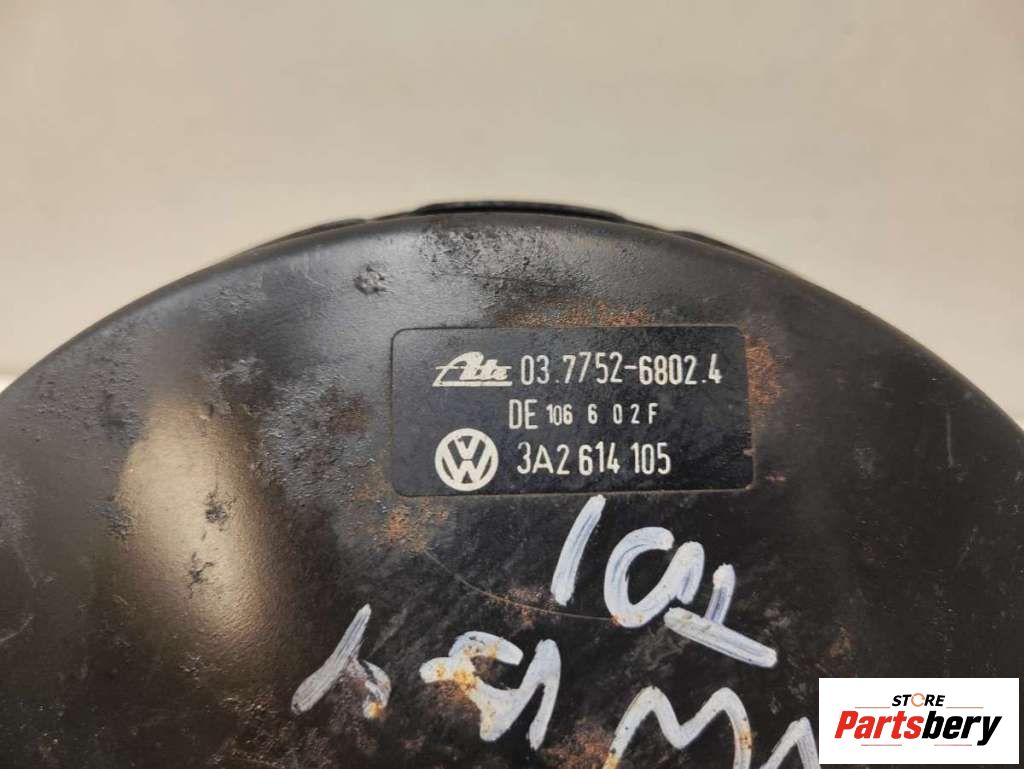 Ate 03.7752-6802.4
DE 106 6 02F
VW 3A2 614 105
STORE
Partsbery